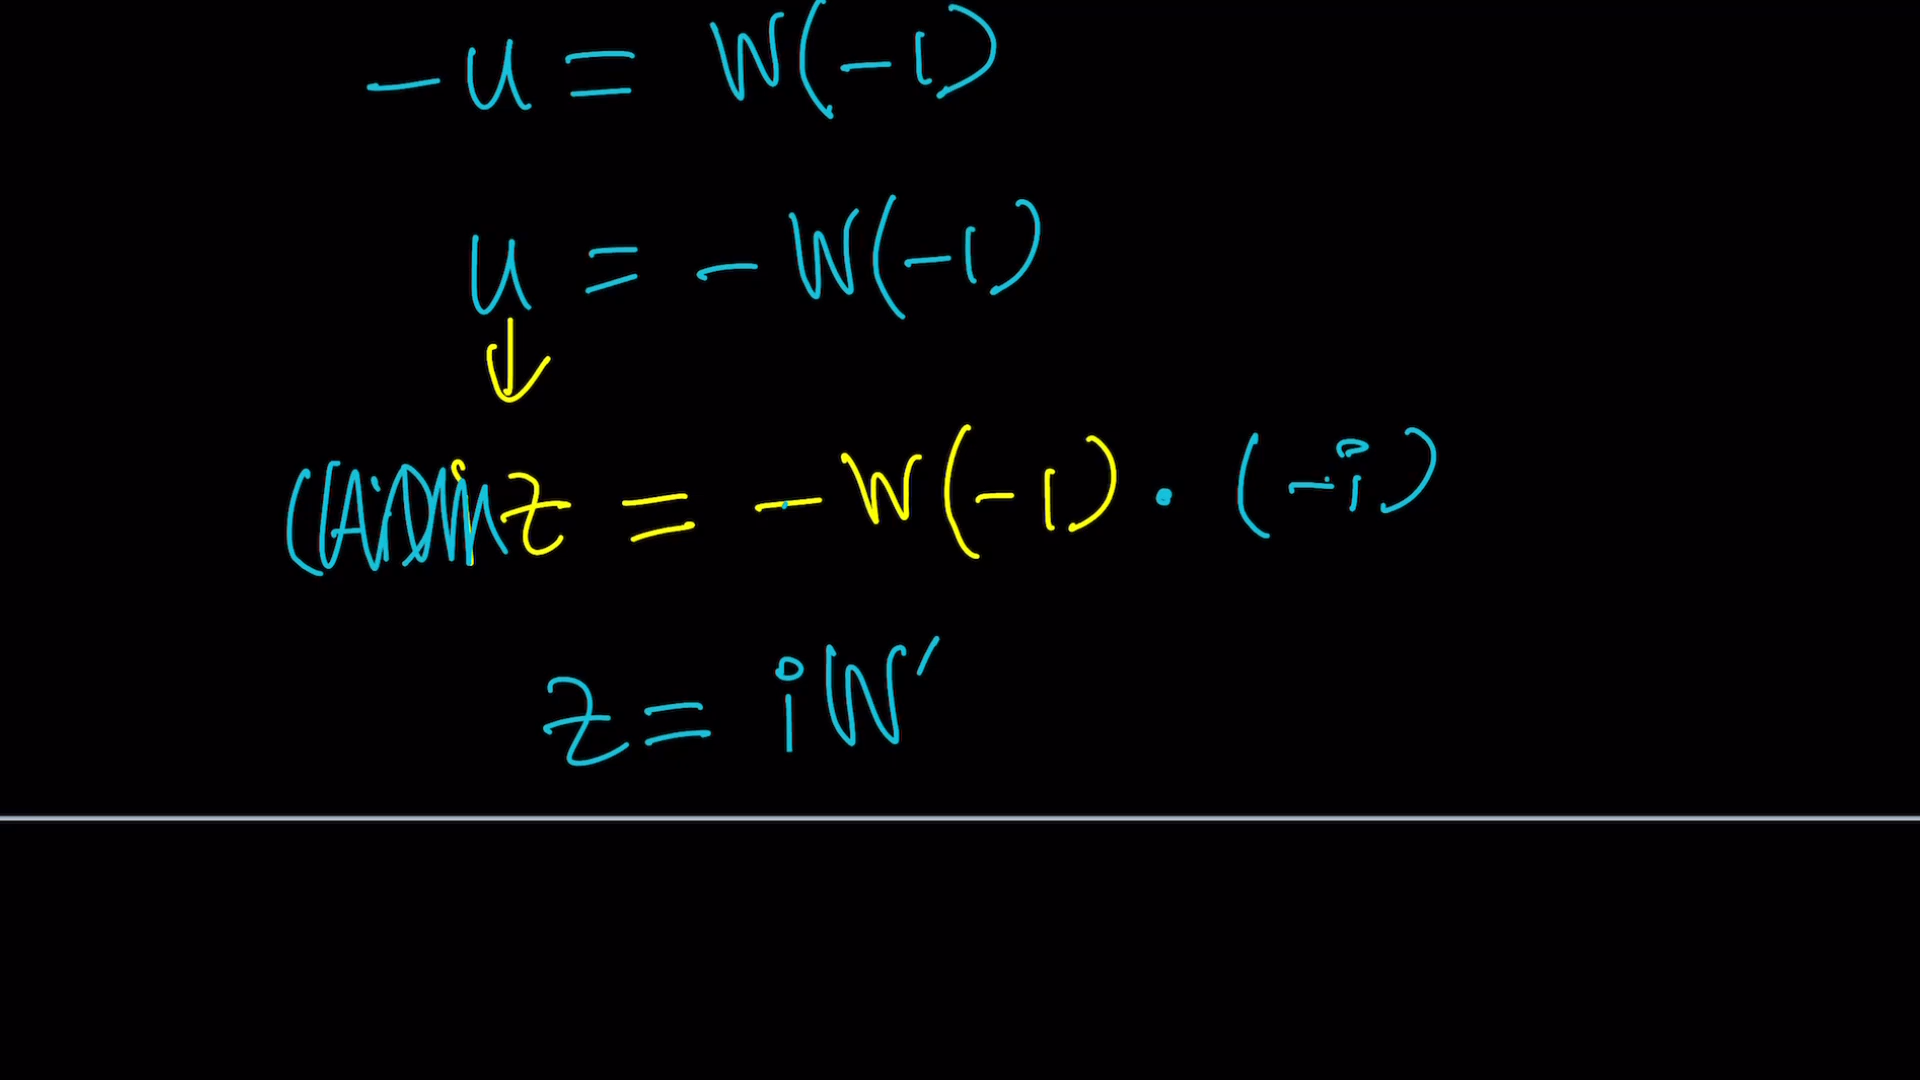 -u = W(-1)
u = -W(-1)
z = -W(-1) · (-i)
z = iW